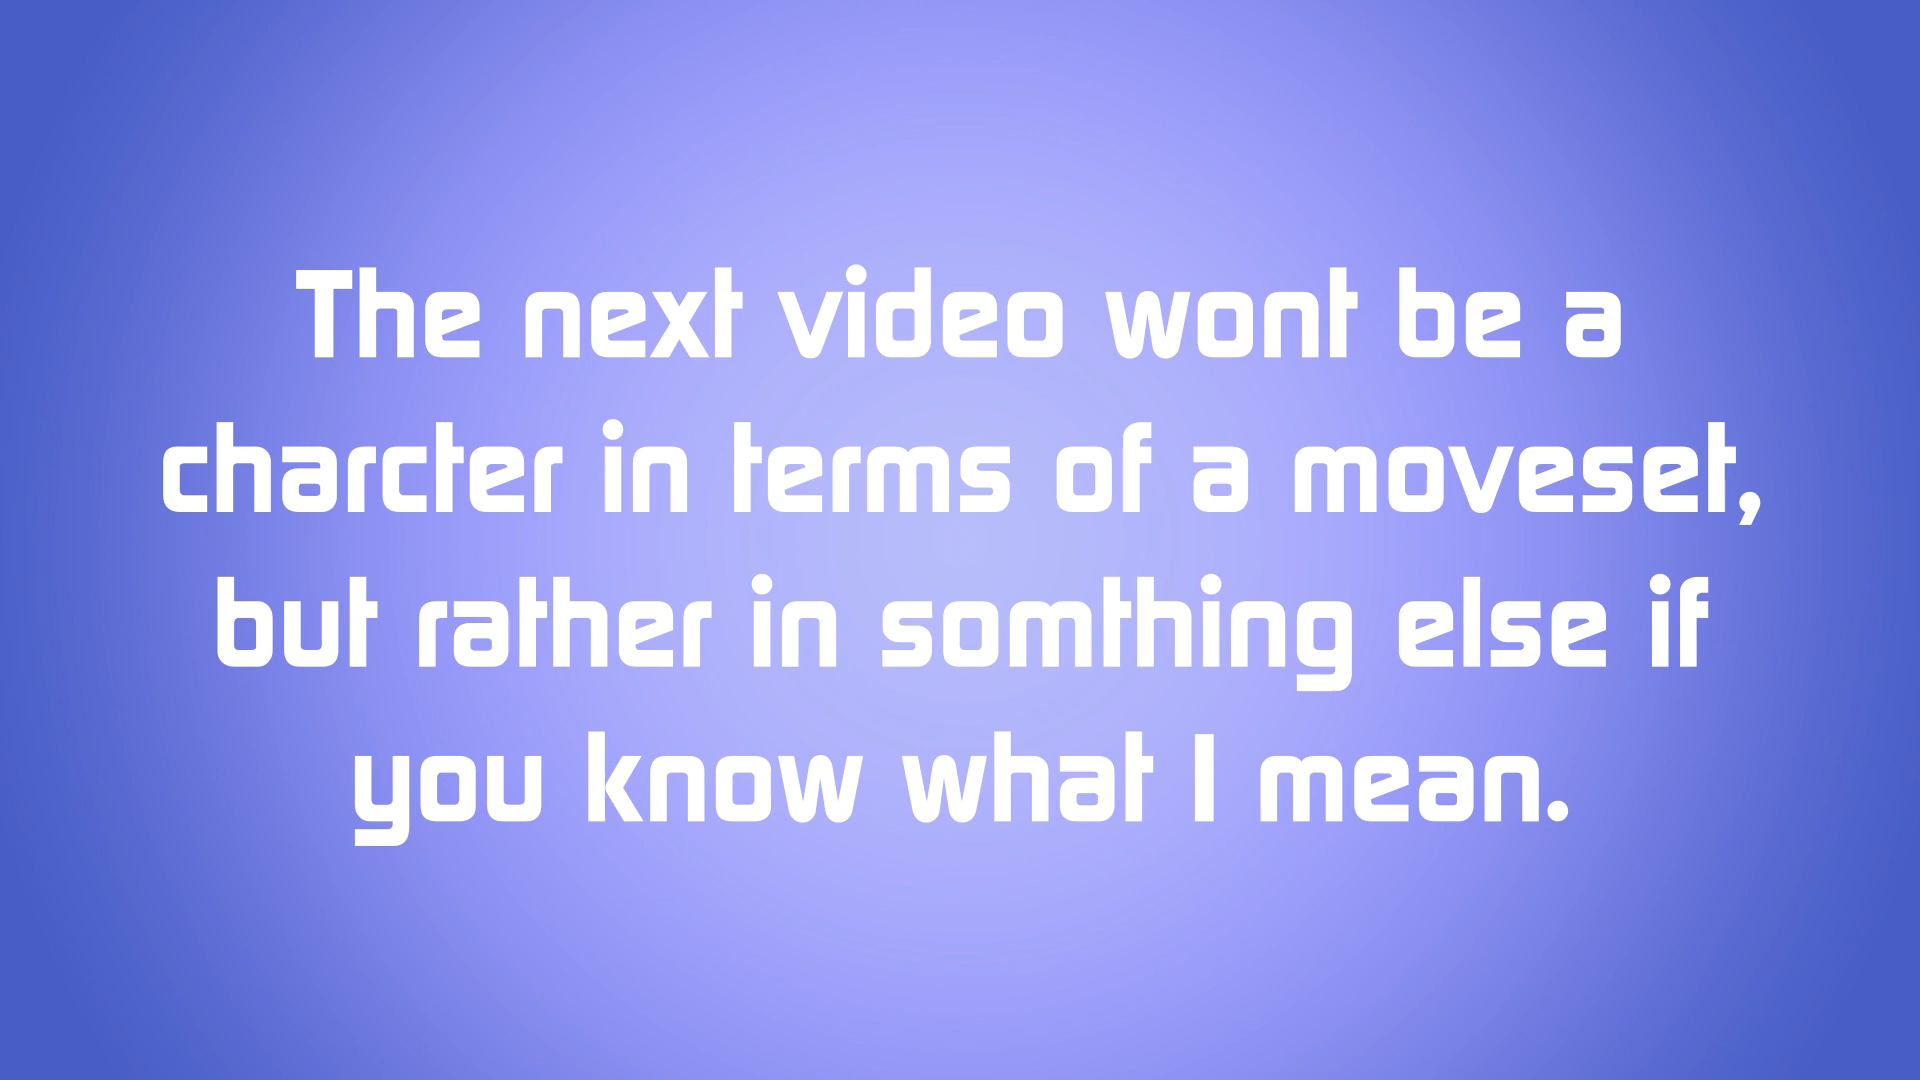 The next video wont be a
charcter in terms of a moveset,
but rather in somthing else if
you know what I mean.